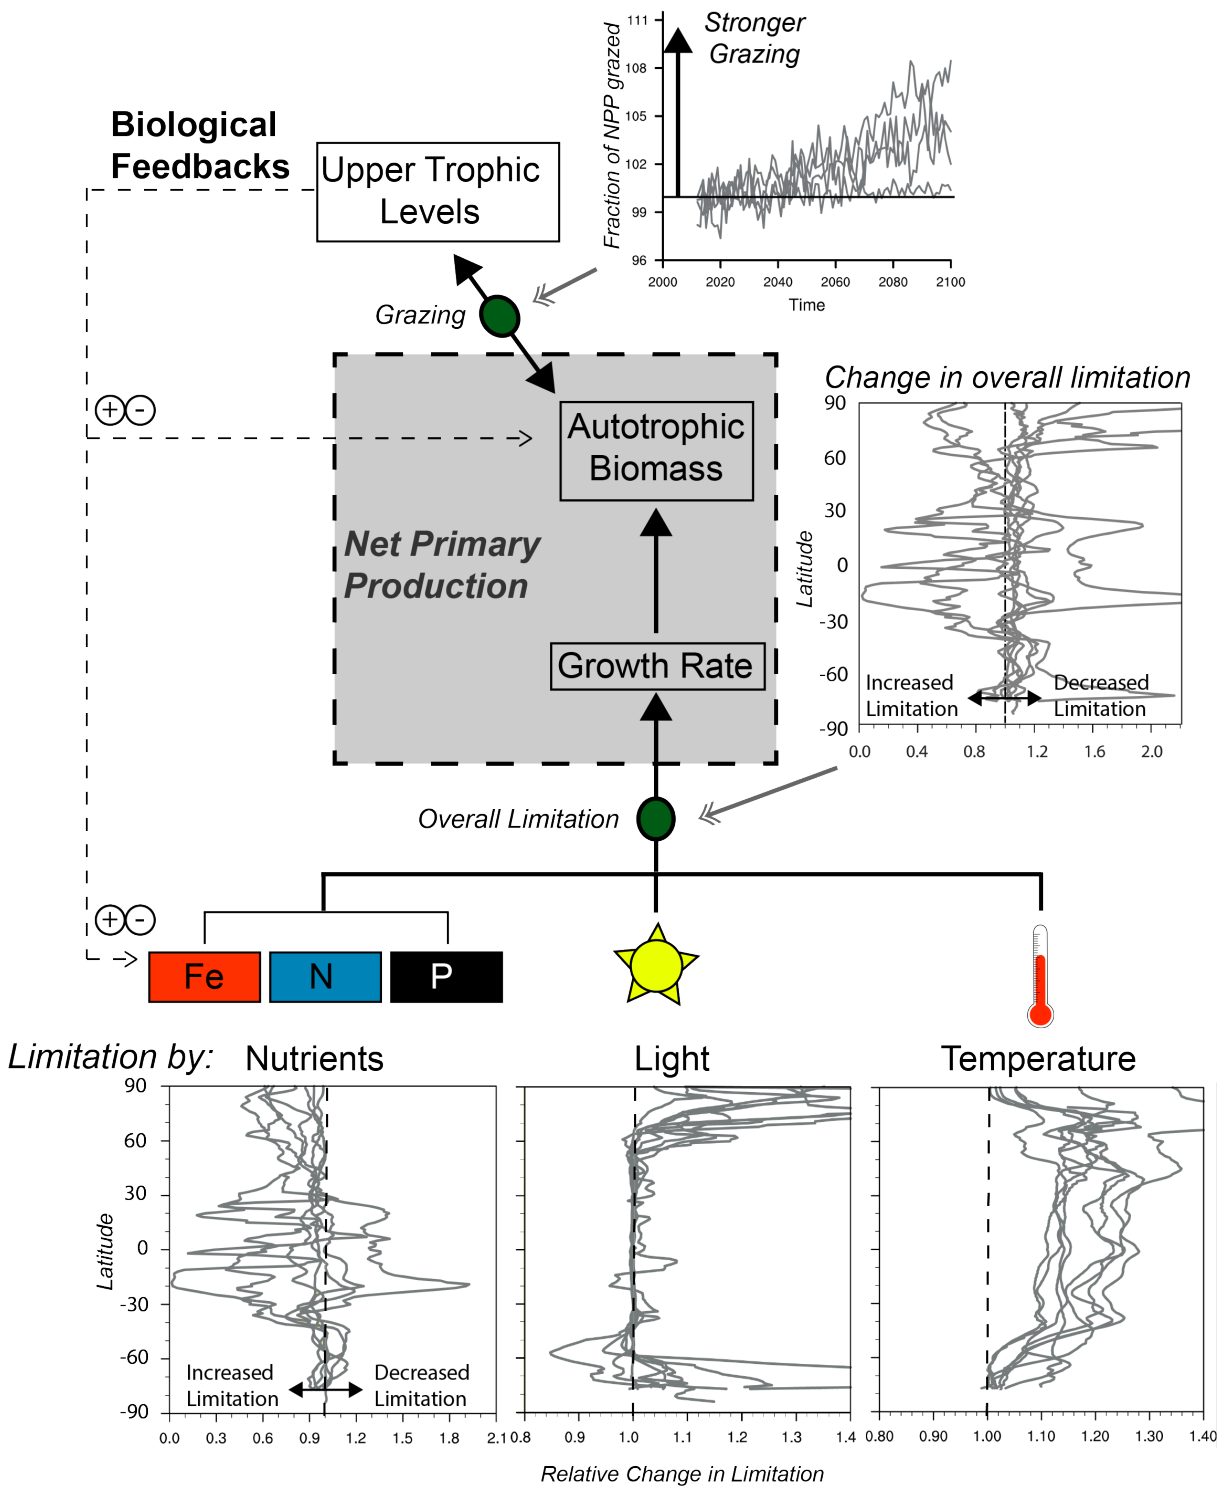 111
Stronger
Grazing
108
105
102
99
96
Fraction of NPP grazed
2000 2020 2040 2060 2080 2100
Time
Biological
Feedbacks
Upper Trophic
Levels
Grazing
+ -
Autotrophic
Biomass
Net Primary
Production
Growth Rate
Change in overall limitation
90
60
30
0
-30
-60
-90
Latitude
Increased
Limitation
Decreased
Limitation
0.0 0.4 0.8 1.2 1.6 2.0
Overall Limitation
+ -
Fe N P
Limitation by: Nutrients Light Temperature
90
60
30
0
-30
-60
-90
Latitude
Increased
Limitation
Decreased
Limitation
0.0 0.3 0.6 0.9 1.2 1.5 1.8 2.1
0.8 0.9 1.0 1.1 1.2 1.3 1.4
0.80 0.90 1.00 1.10 1.20 1.30 1.40
Relative Change in Limitation